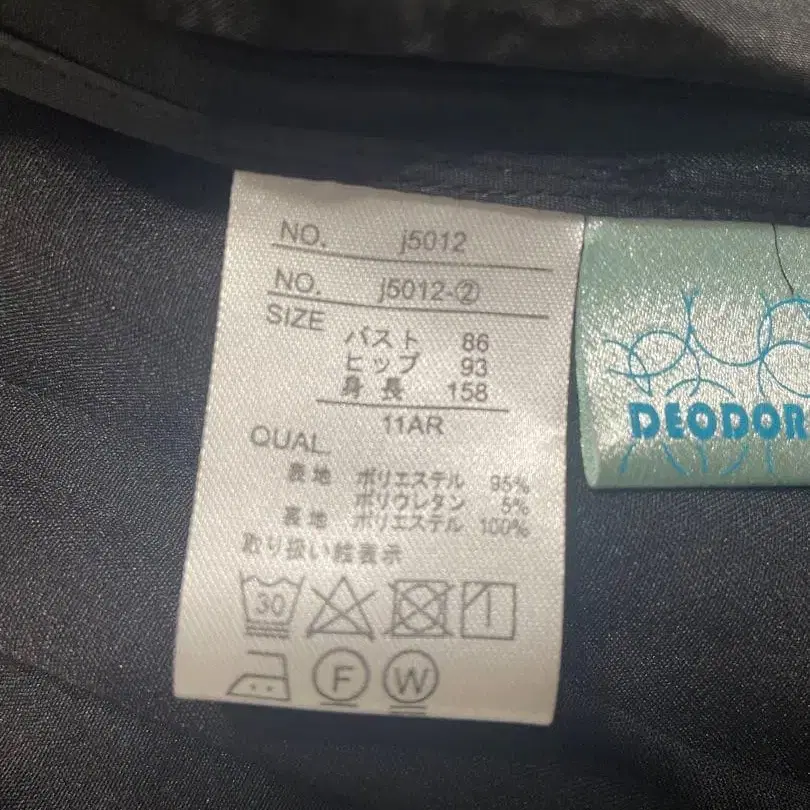 NO. j5012
NO. j5012-②
SIZE
バスト 86
ヒップ 93
身長 158
11AR
QUAL.
表地 ポリエステル 95%
ポリウレタン 5%
裏地 ポリエステル 100%
取り扱い絵表示
30
F W
DEODOR